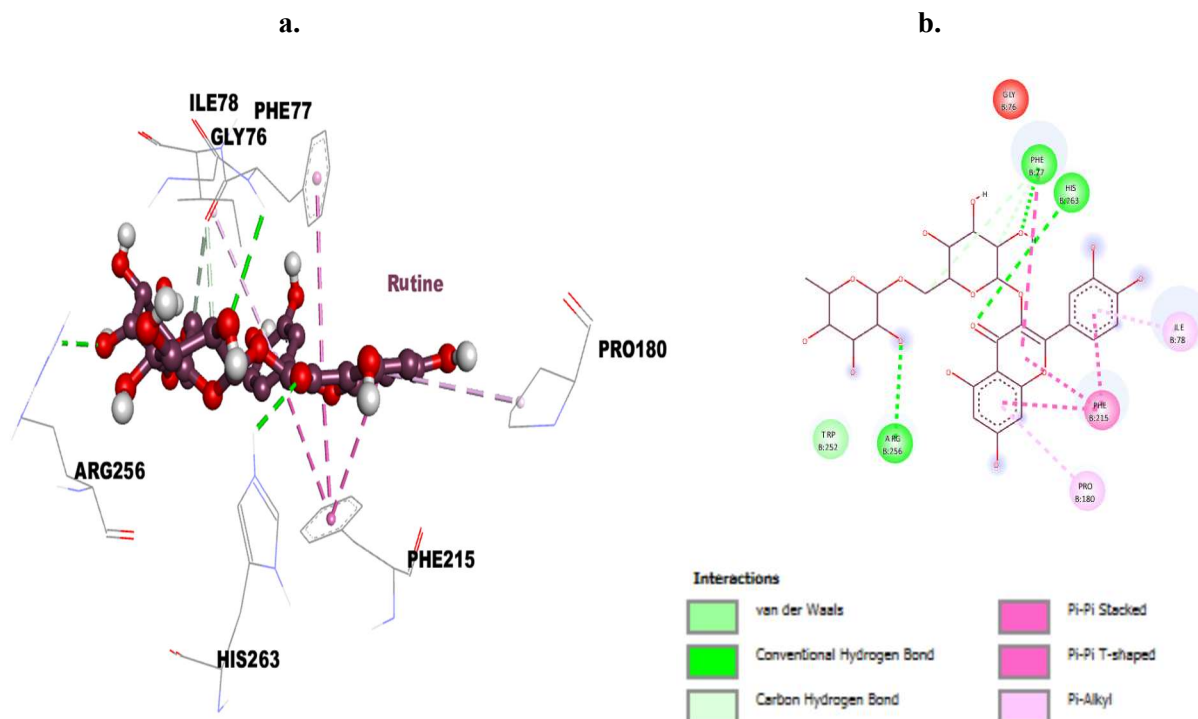 a.
b.
ILE78
PHE77
GLY76
Rutine
PRO180
ARG256
PHE215
HIS263
GLY
B:76
PHE
B:77
HIS
B:263
H
O
O
O
H
O
O
O
O
O
O
O
O
O
O
O
O
O
ILE
B:78
PHE
B:215
TRP
B:252
ARG
B:256
PRO
B:180
Interactions
van der Waals
Conventional Hydrogen Bond
Carbon Hydrogen Bond
Pi-Pi Stacked
Pi-Pi T-shaped
Pi-Alkyl